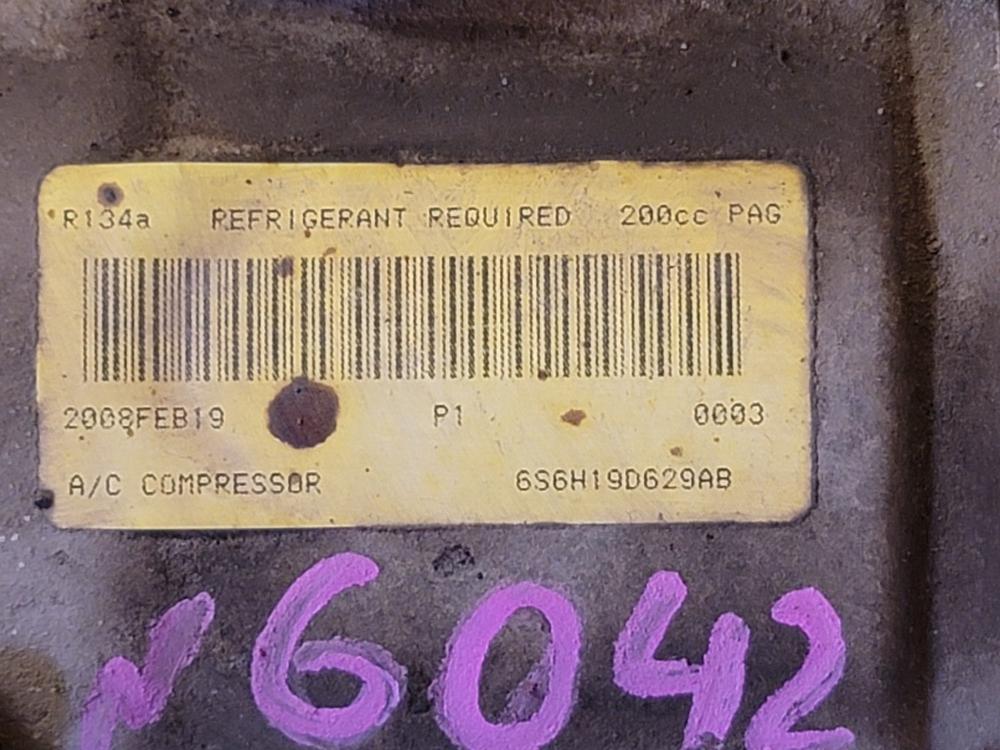 R134a REFRIGERANT REQUIRED 200cc PAG
2008FEB19 P1 0003
A/C COMPRESSOR 6S6H19D629AB
6042